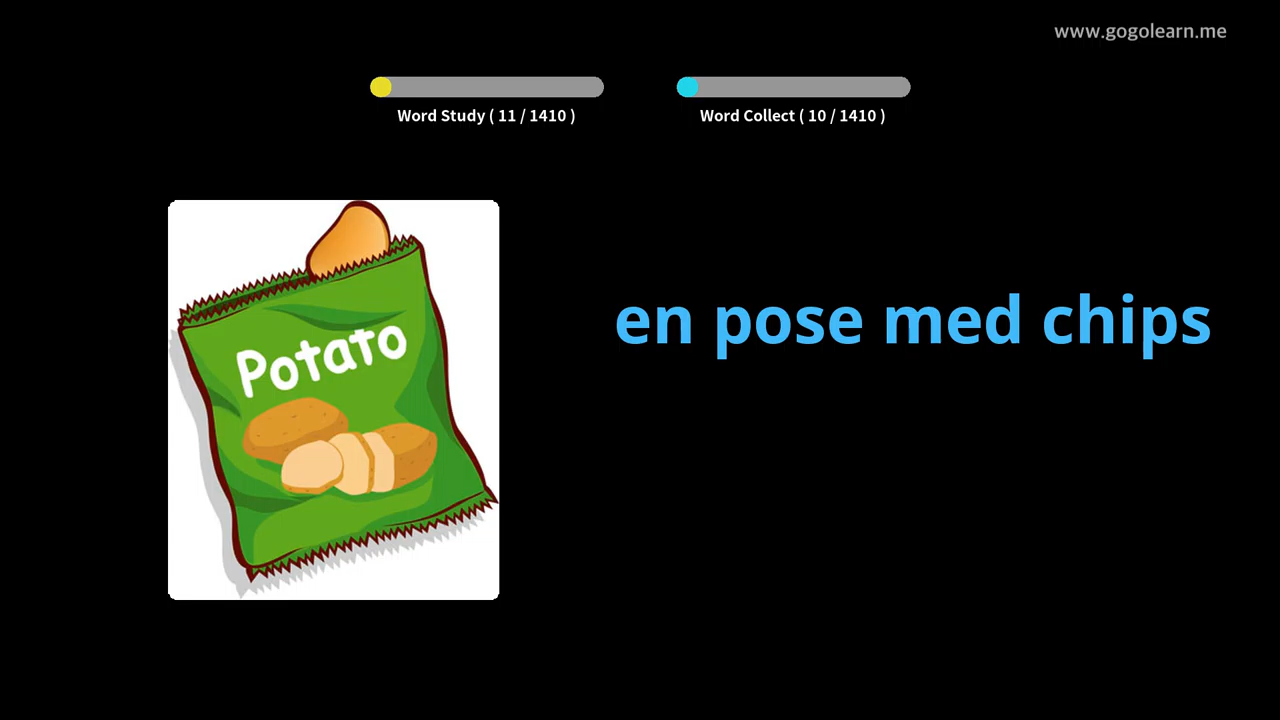 www.gogolearn.me
Word Study ( 11 / 1410 )
Word Collect ( 10 / 1410 )
Potato
en pose med chips